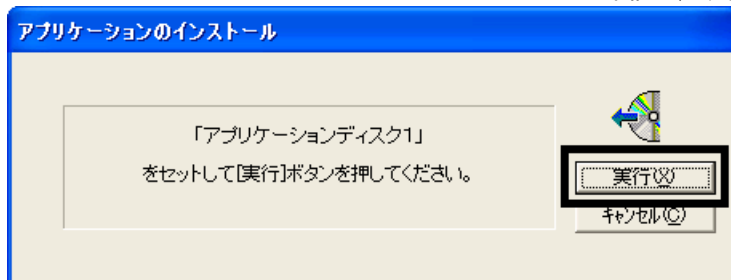 アプリケーションのインストール
「アプリケーションディスク1」
をセットして[実行]ボタンを押してください。
実行(X)
キャンセル(C)